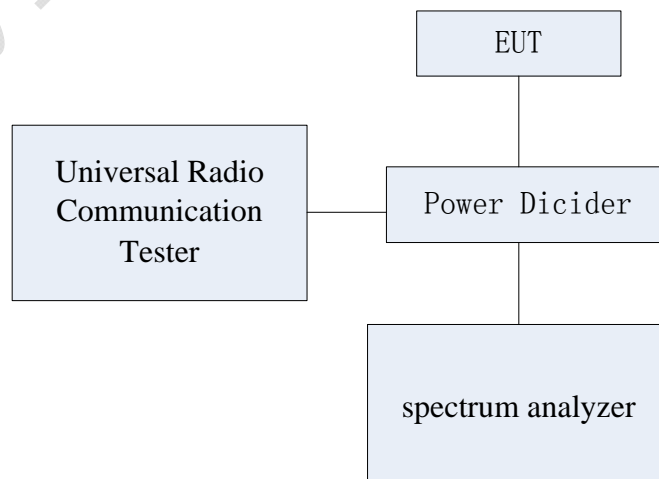 EUT
Universal Radio
Communication
Tester
Power Dicider
spectrum analyzer